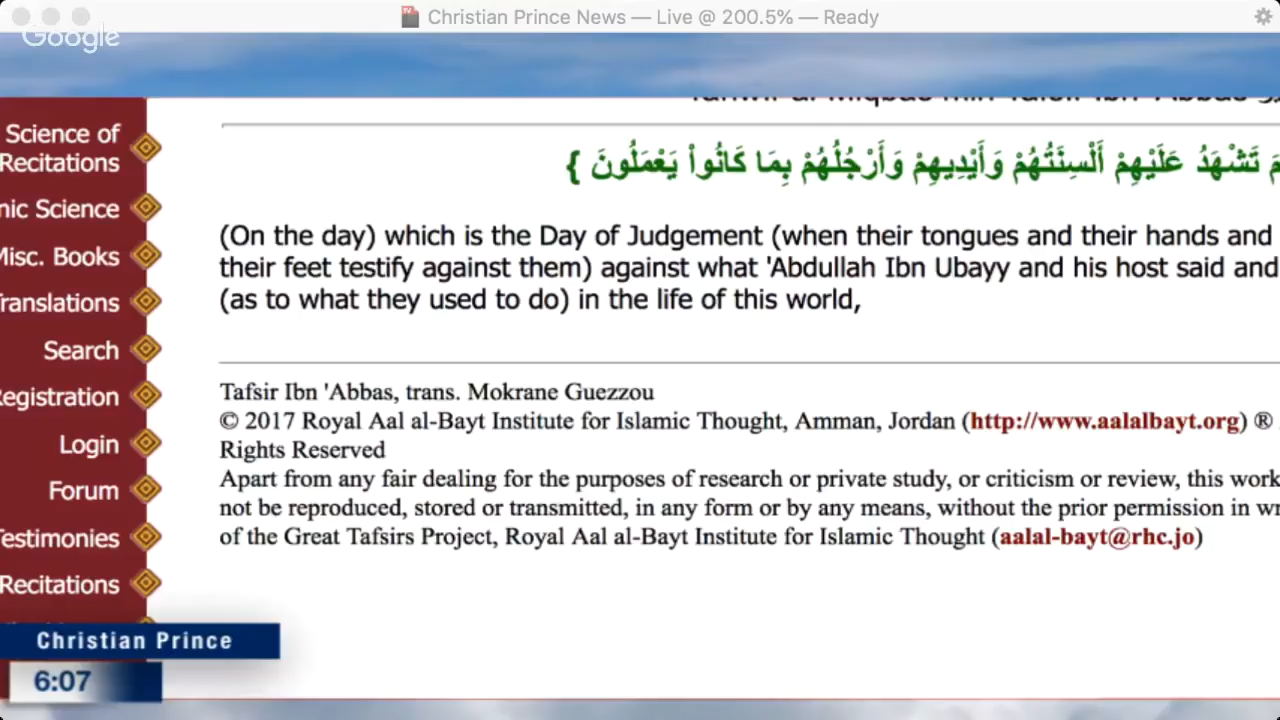 Christian Prince News — Live @ 200.5% — Ready
Google
Science of
Recitations
Science
Misc. Books
Translations
Search
Registration
Login
Forum
Testimonies
Recitations
تَشْهَدُ عَلَيْهِمْ أَلْسِنَتُهُمْ وَأَيْدِيهِمْ وَأَرْجُلُهُمْ بِمَا كَانُواْ يَعْمَلُونَ }
(On the day) which is the Day of Judgement (when their tongues and their hands and
their feet testify against them) against what 'Abdullah Ibn Ubayy and his host said and
(as to what they used to do) in the life of this world,
Tafsir Ibn 'Abbas, trans. Mokrane Guezzou
© 2017 Royal Aal al-Bayt Institute for Islamic Thought, Amman, Jordan (http://www.aalalbayt.org) ®
Rights Reserved
Apart from any fair dealing for the purposes of research or private study, or criticism or review, this work
not be reproduced, stored or transmitted, in any form or by any means, without the prior permission in
of the Great Tafsirs Project, Royal Aal al-Bayt Institute for Islamic Thought (aalal-bayt@rhc.jo)
Christian Prince
6:07